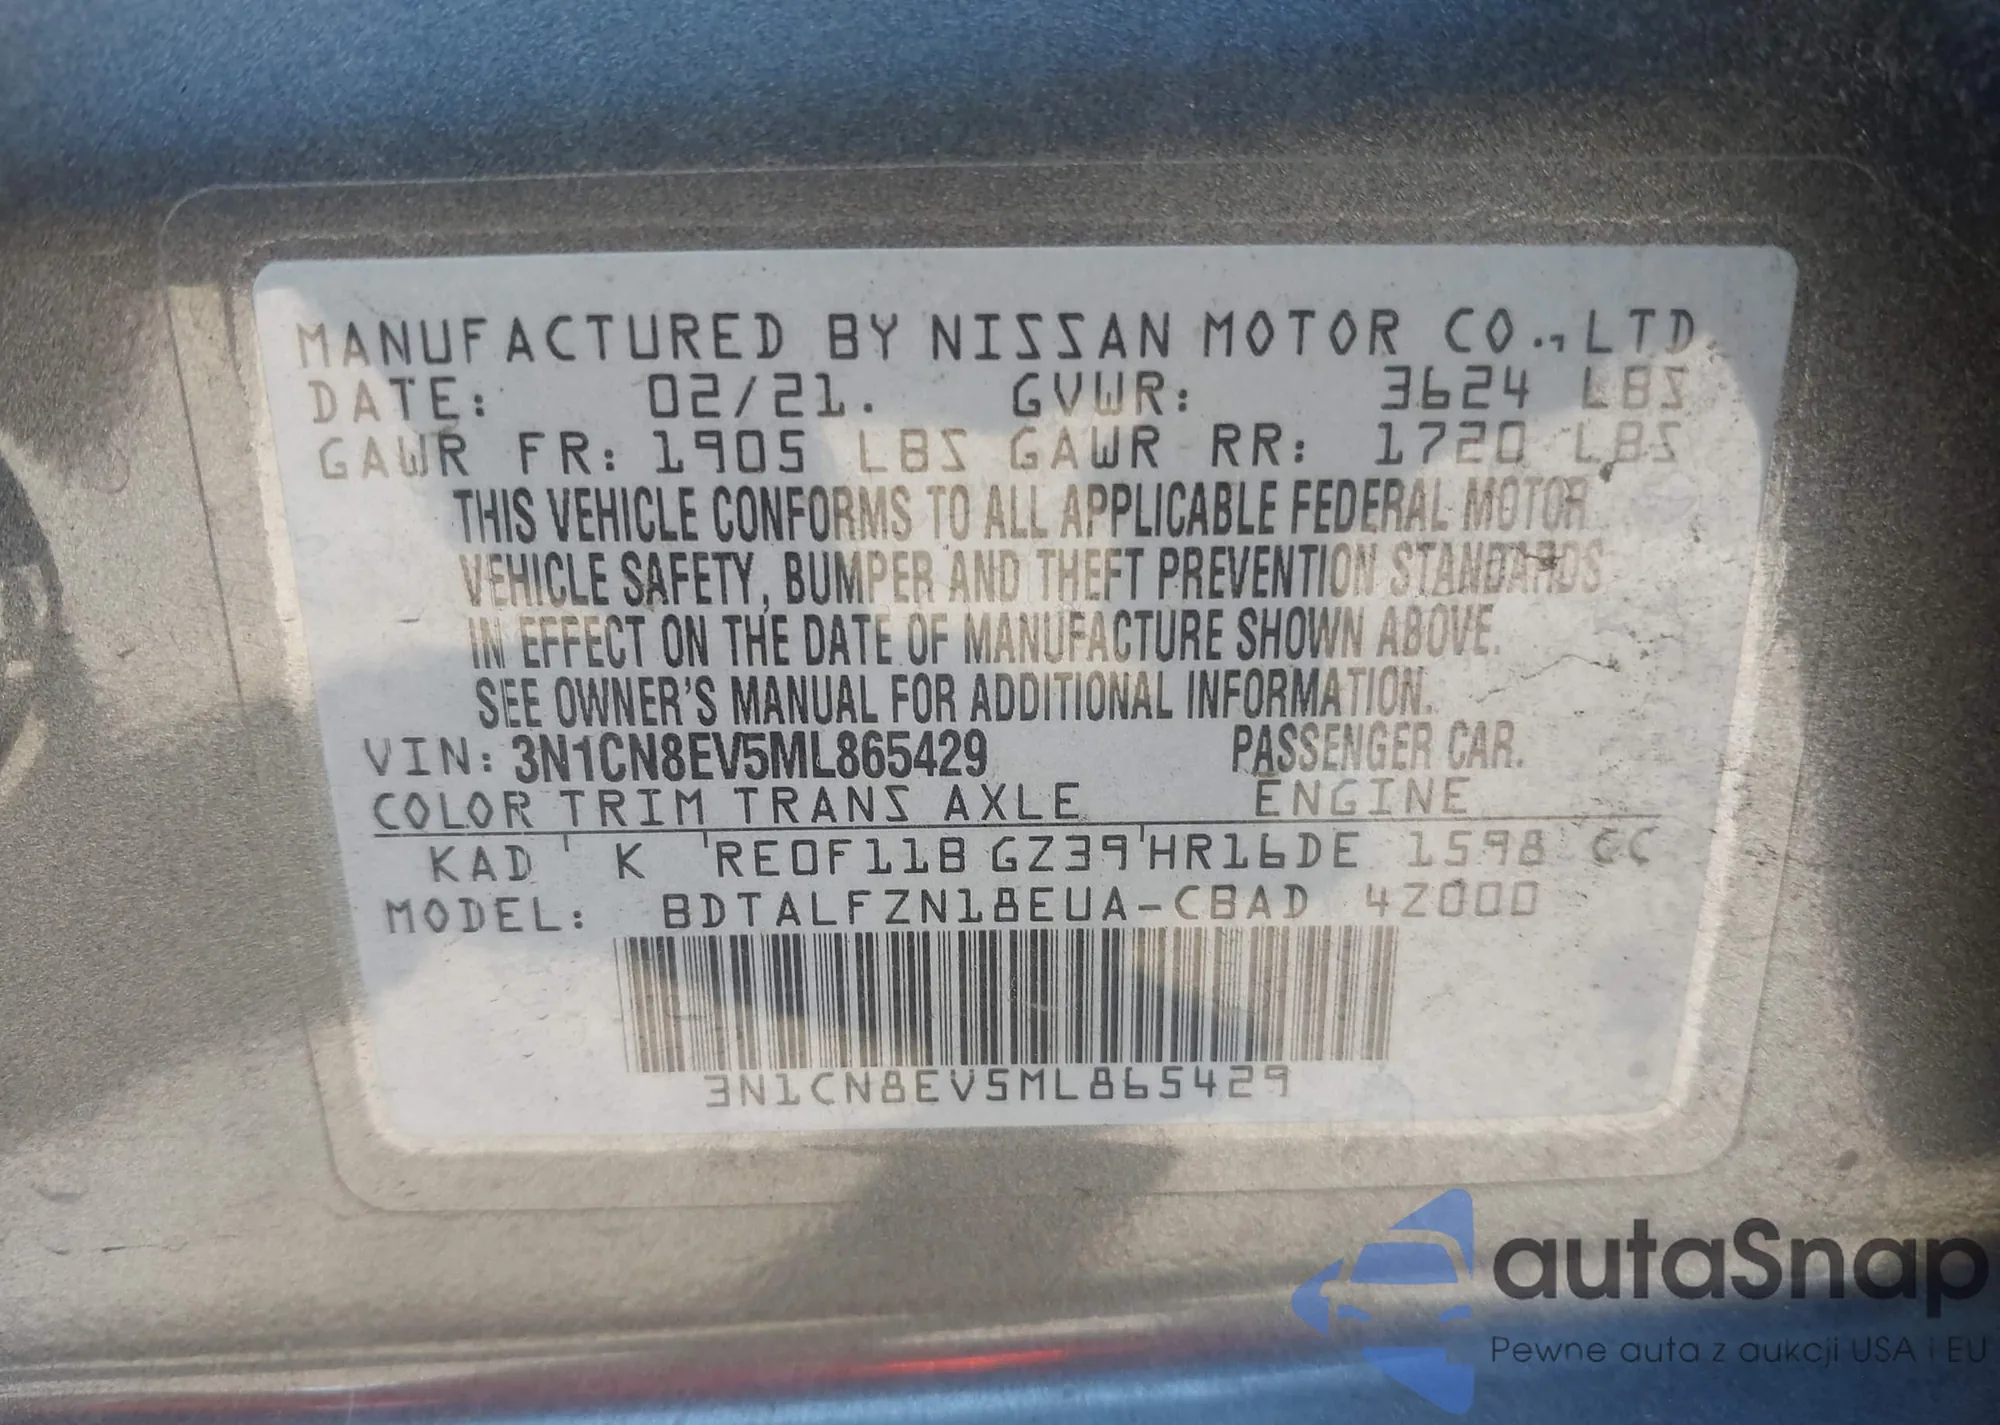 MANUFACTURED BY NISSAN MOTOR CO., LTD.
DATE: 02/21. GVWR: 3624 LBS
GAWR FR: 1905 LBS GAWR RR: 1720 LBS
THIS VEHICLE CONFORMS TO ALL APPLICABLE FEDERAL MOTOR
VEHICLE SAFETY, BUMPER AND THEFT PREVENTION STANDARDS
IN EFFECT ON THE DATE OF MANUFACTURE SHOWN ABOVE.
SEE OWNER'S MANUAL FOR ADDITIONAL INFORMATION.
VIN: 3N1CN8EV5ML865429 PASSENGER CAR.
COLOR TRIM TRANS AXLE ENGINE
KAD ' K 'RE0F11B GZ39'HR16DE 1598 CC
MODEL: BDTALFZN18EUA-CBAD 4Z000
3N1CN8EV5ML865429
autaSnap
Pewne auta z aukcji USA i EU